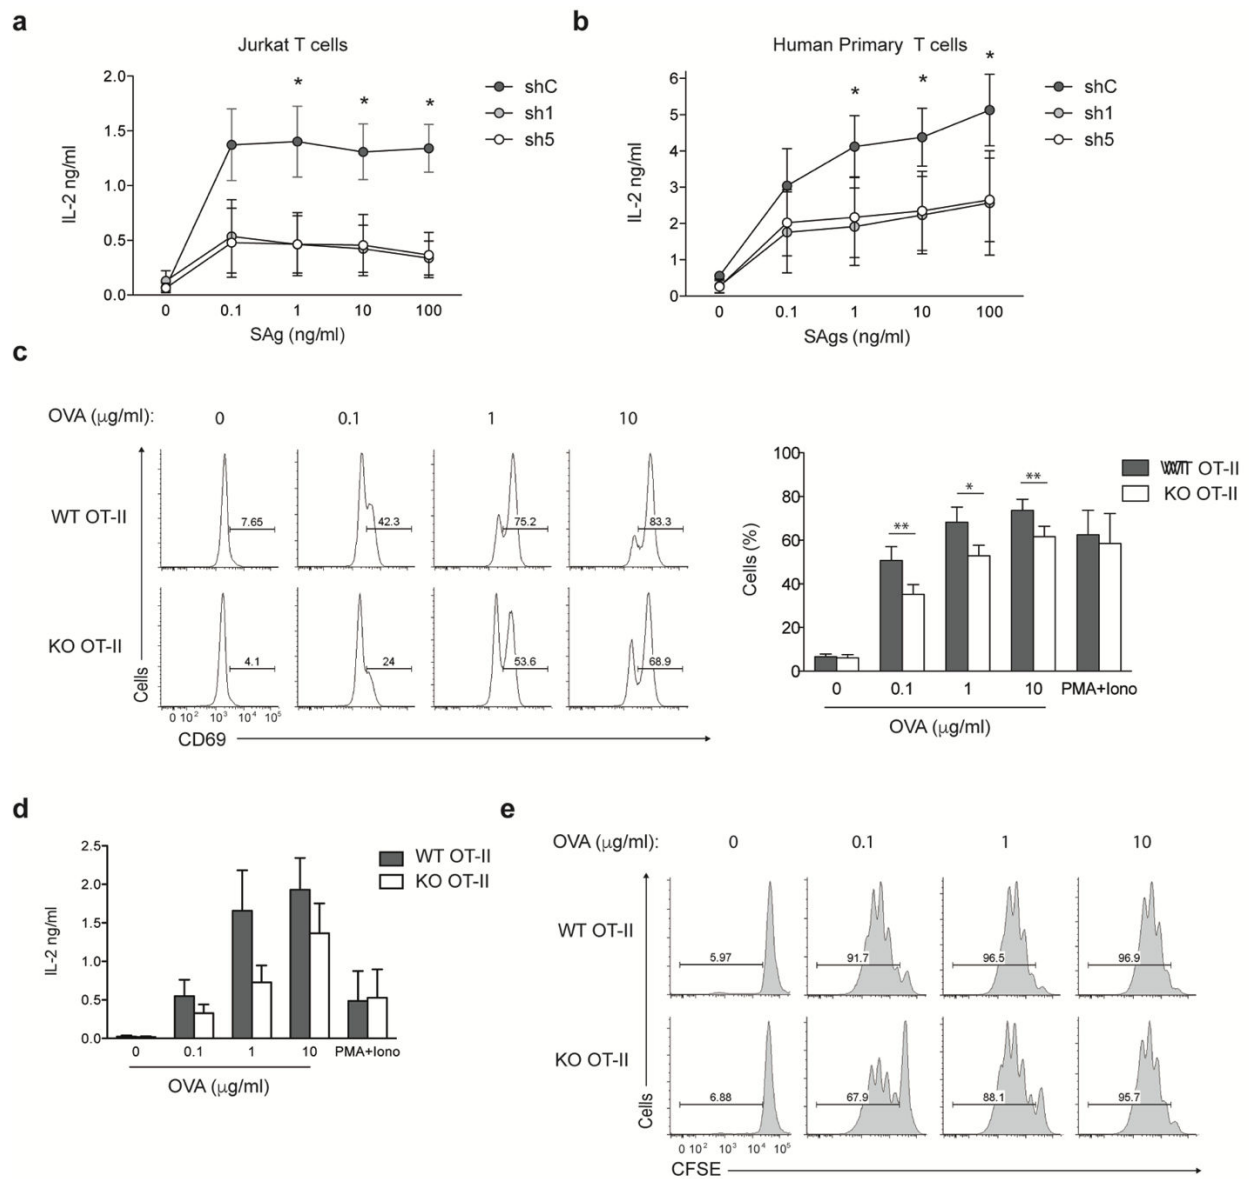 a
Jurkat T cells
2.0
1.5
1.0
0.5
0.0
IL-2 ng/ml
* * *
0 0.1 1 10 100
SAg (ng/ml)
shC
sh1
sh5
b
Human Primary T cells
6
5
4
3
2
1
0
IL-2 ng/ml
* * *
0 0.1 1 10 100
SAgs (ng/ml)
shC
sh1
sh5
c
OVA (μg/ml): 0 0.1 1 10
WT OT-II
7.65 42.3 75.2 83.3
KO OT-II
4.1 24 53.6 68.9
Cells
0 10² 10³ 10⁴ 10⁵
CD69
100
80
60
40
20
0
Cells (%)
** * **
0 0.1 1 10 PMA+Iono
OVA (μg/ml)
WT OT-II
KO OT-II
d
2.5
2.0
1.5
1.0
0.5
0.0
IL-2 ng/ml
0 0.1 1 10 PMA+Iono
OVA (μg/ml)
WT OT-II
KO OT-II
e
OVA (μg/ml): 0 0.1 1 10
WT OT-II
5.97 91.7 96.5 96.9
KO OT-II
6.88 67.9 88.1 95.7
Cells
0 10² 10³ 10⁴ 10⁵
CFSE